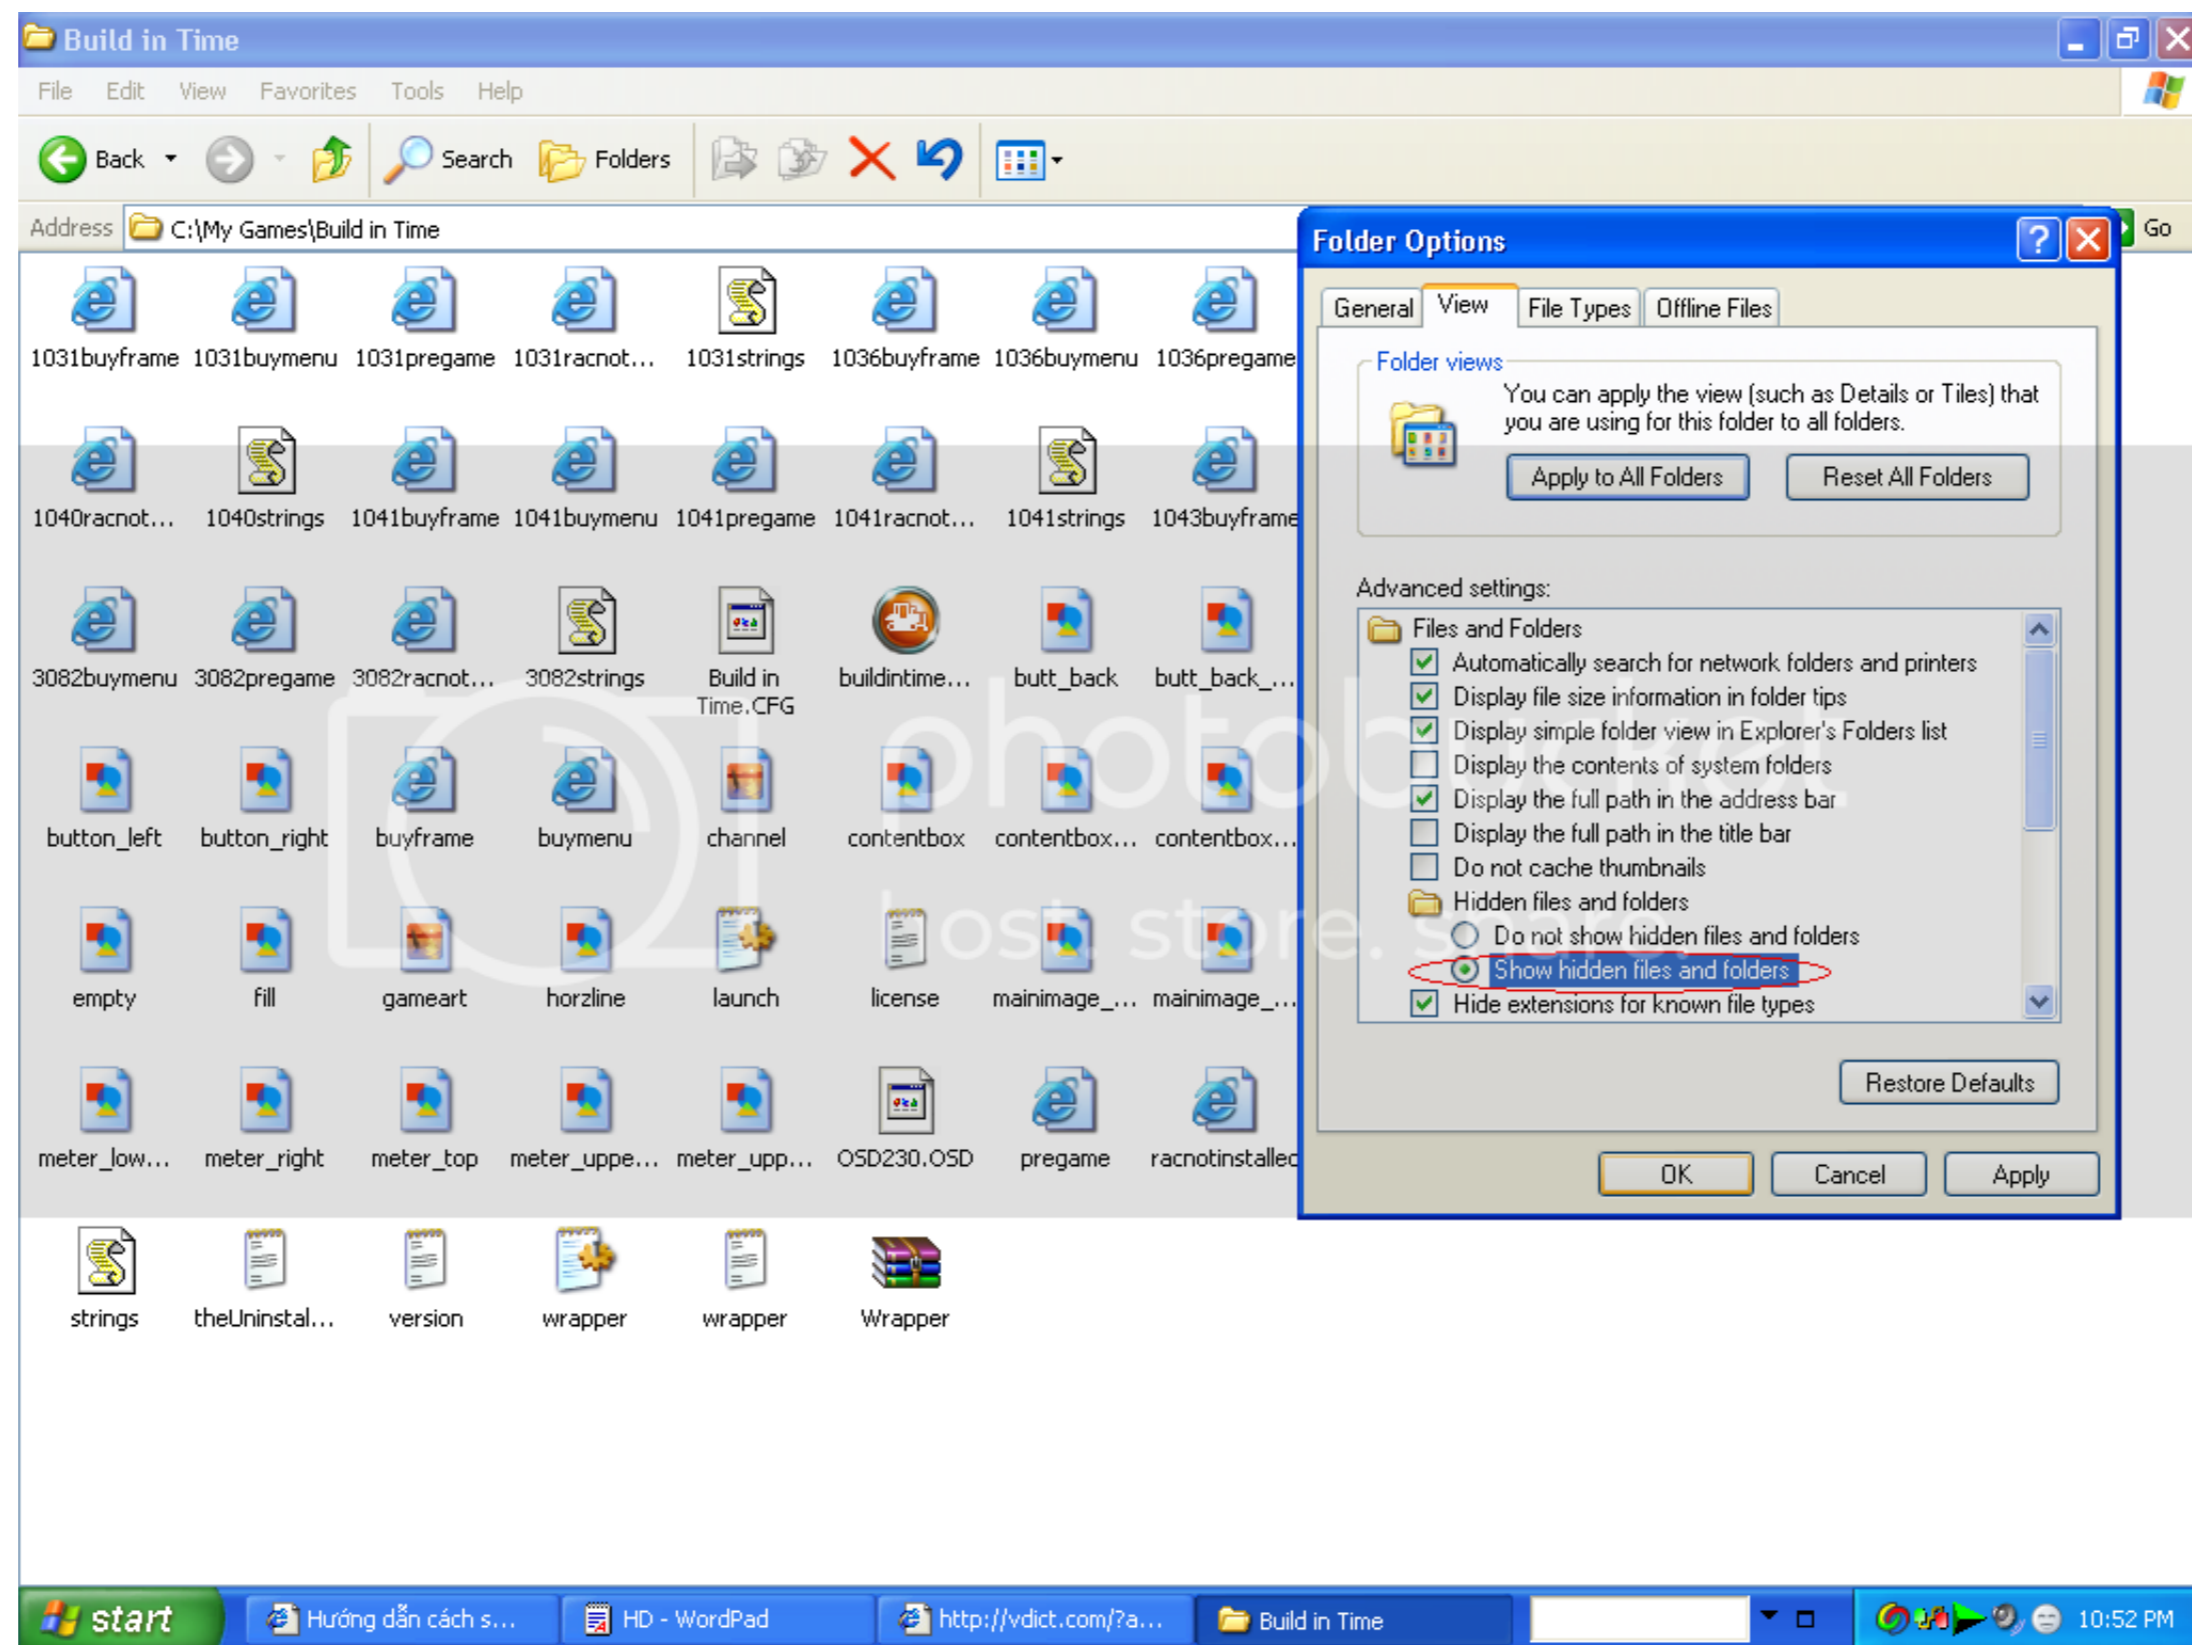 Build in Time
File Edit View Favorites Tools Help
Back Search Folders
Address C:\My Games\Build in Time Go
1031buyframe 1031buymenu 1031pregame 1031racnot... 1031strings 1036buyframe 1036buymenu 1036pregame
1040racnot... 1040strings 1041buyframe 1041buymenu 1041pregame 1041racnot... 1041strings 1043buyframe
3082buymenu 3082pregame 3082racnot... 3082strings Build in buildintime... butt_back butt_back_...
Time.CFG
button_left button_right buyframe buymenu channel contentbox contentbox... contentbox...
empty fill gameart horzline launch license mainimage_... mainimage_...
meter_low... meter_right meter_top meter_uppe... meter_upp... OSD230.OSD pregame racnotinstalled
strings theUninstal... version wrapper wrapper Wrapper
Folder Options
General View File Types Offline Files
Folder views
You can apply the view (such as Details or Tiles) that
you are using for this folder to all folders.
Apply to All Folders Reset All Folders
Advanced settings:
Files and Folders
Automatically search for network folders and printers
Display file size information in folder tips
Display simple folder view in Explorer's Folders list
Display the contents of system folders
Display the full path in the address bar
Display the full path in the title bar
Do not cache thumbnails
Hidden files and folders
Do not show hidden files and folders
Show hidden files and folders
Hide extensions for known file types
Restore Defaults
OK Cancel Apply
photobucket
host. store. share.
start Hướng dẫn cách s... HD - WordPad http://vdict.com/?a... Build in Time 10:52 PM